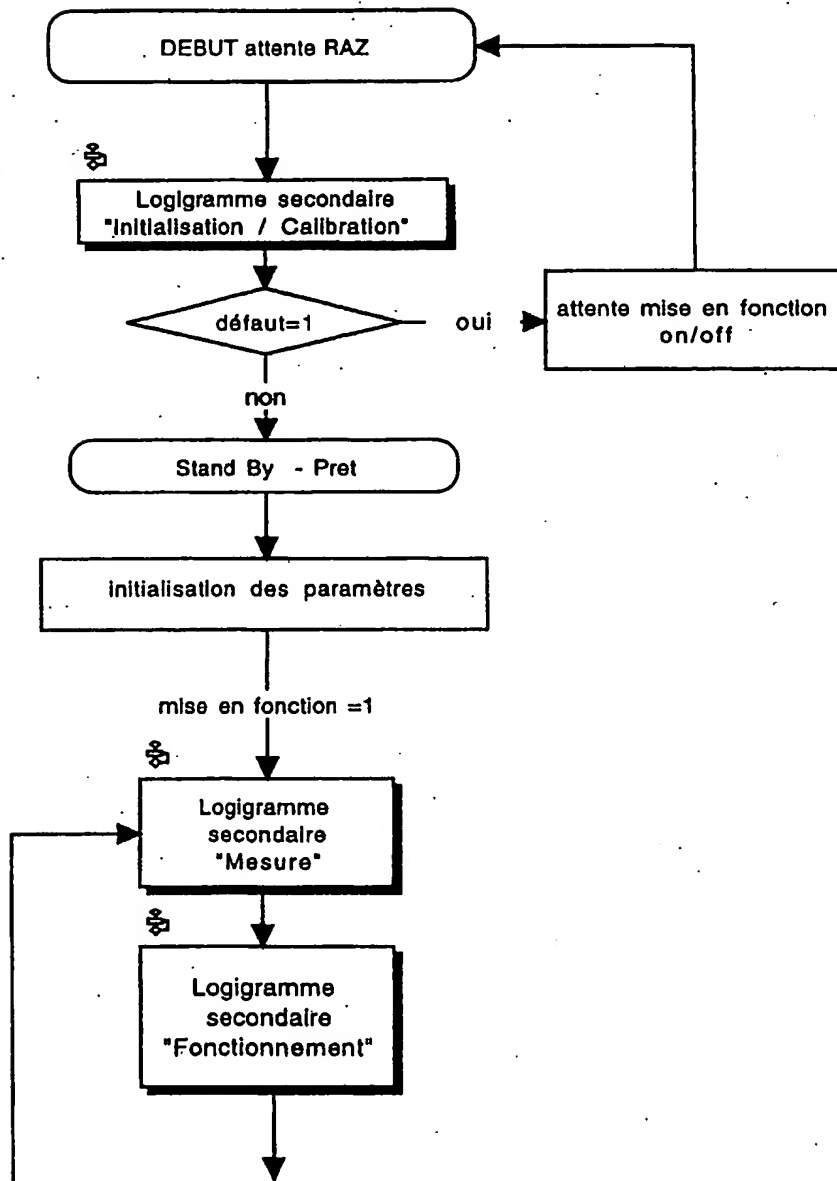 DEBUT attente RAZ
Logigramme secondaire
"Initialisation / Calibration"
défaut=1
oui
attente mise en fonction
on/off
non
Stand By - Pret
initialisation des paramètres
mise en fonction =1
Logigramme
secondaire
"Mesure"
Logigramme
secondaire
"Fonctionnement"